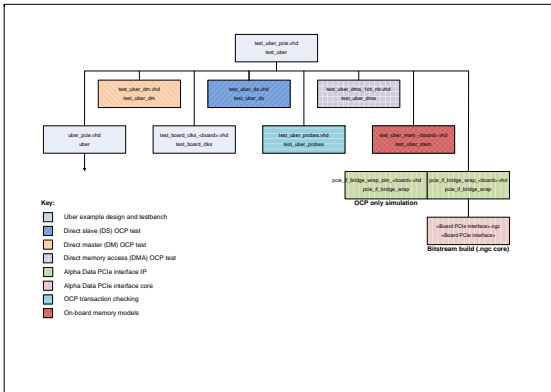 test_uber_pcie.vhd
test_uber
test_uber_dm.vhd
test_uber_dm
test_uber_ds.vhd
test_uber_ds
test_uber_dma_1ch_nb.vhd
test_uber_dma
uber_pcie.vhd
uber
test_board_clks_<board>.vhd
test_board_clks
test_uber_probes.vhd
test_uber_probes
test_uber_mem_<board>.vhd
test_uber_mem
pcie_if_bridge_wrap_sim_<board>.vhd
pcie_if_bridge_wrap
pcie_if_bridge_wrap_<board>.vhd
pcie_if_bridge_wrap
OCP only simulation
<Board PCIe interface>.ngc
<Board PCIe interface>
Bitstream build (.ngc core)
Key:
Uber example design and testbench
Direct slave (DS) OCP test
Direct master (DM) OCP test
Direct memory access (DMA) OCP test
Alpha Data PCIe interface IP
Alpha Data PCIe interface core
OCP transaction checking
On-board memory models